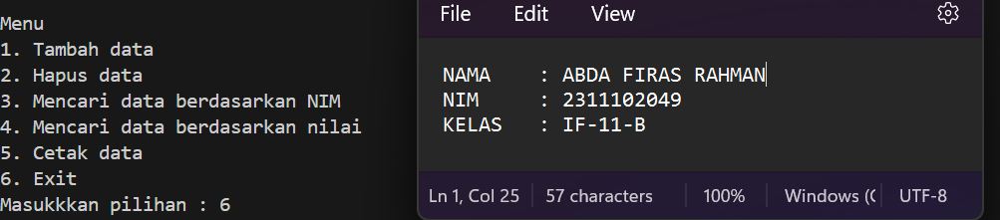 Menu
1. Tambah data
2. Hapus data
3. Mencari data berdasarkan NIM
4. Mencari data berdasarkan nilai
5. Cetak data
6. Exit
Masukkkan pilihan : 6
File Edit View
NAMA : ABDA FIRAS RAHMAN
NIM : 2311102049
KELAS : IF-11-B
Ln 1, Col 25 57 characters 100% Windows (C UTF-8